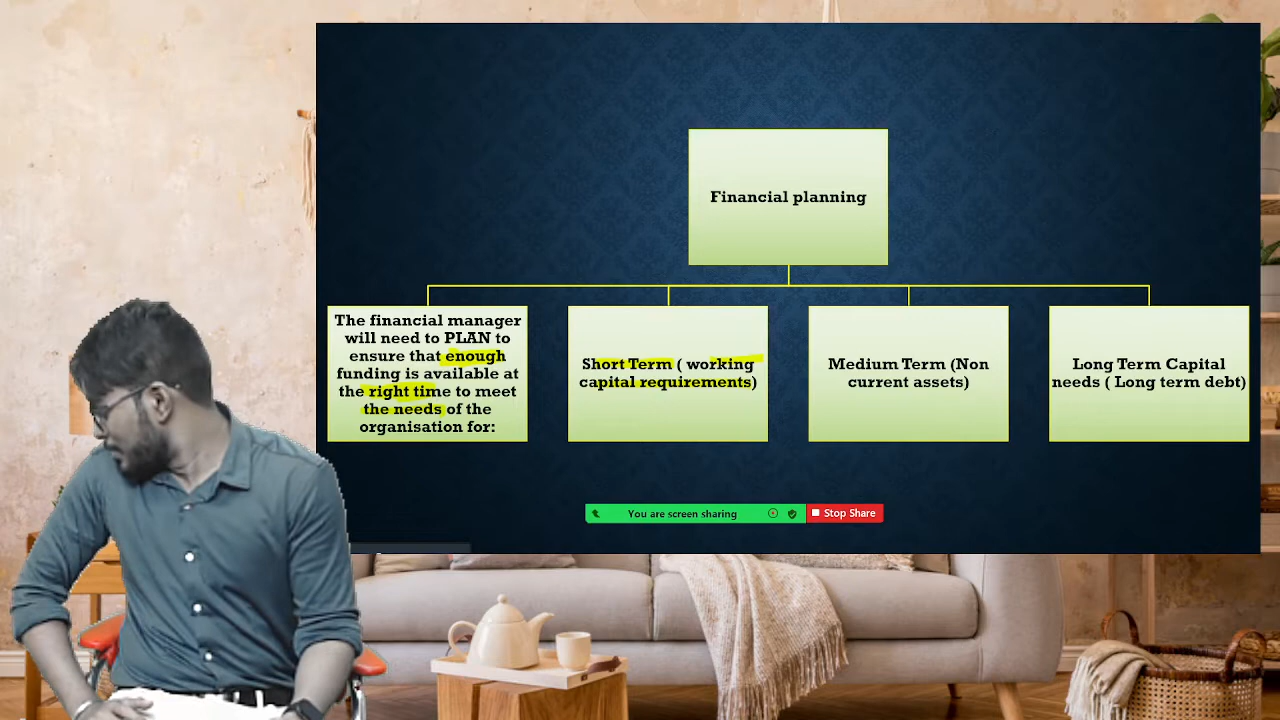 Financial planning
The financial manager
will need to PLAN to
ensure that enough
funding is available at
the right time to meet
the needs of the
organisation for:
Short Term ( working
capital requirements)
Medium Term (Non
current assets)
Long Term Capital
needs ( Long term debt)
You are screen sharing
Stop Share